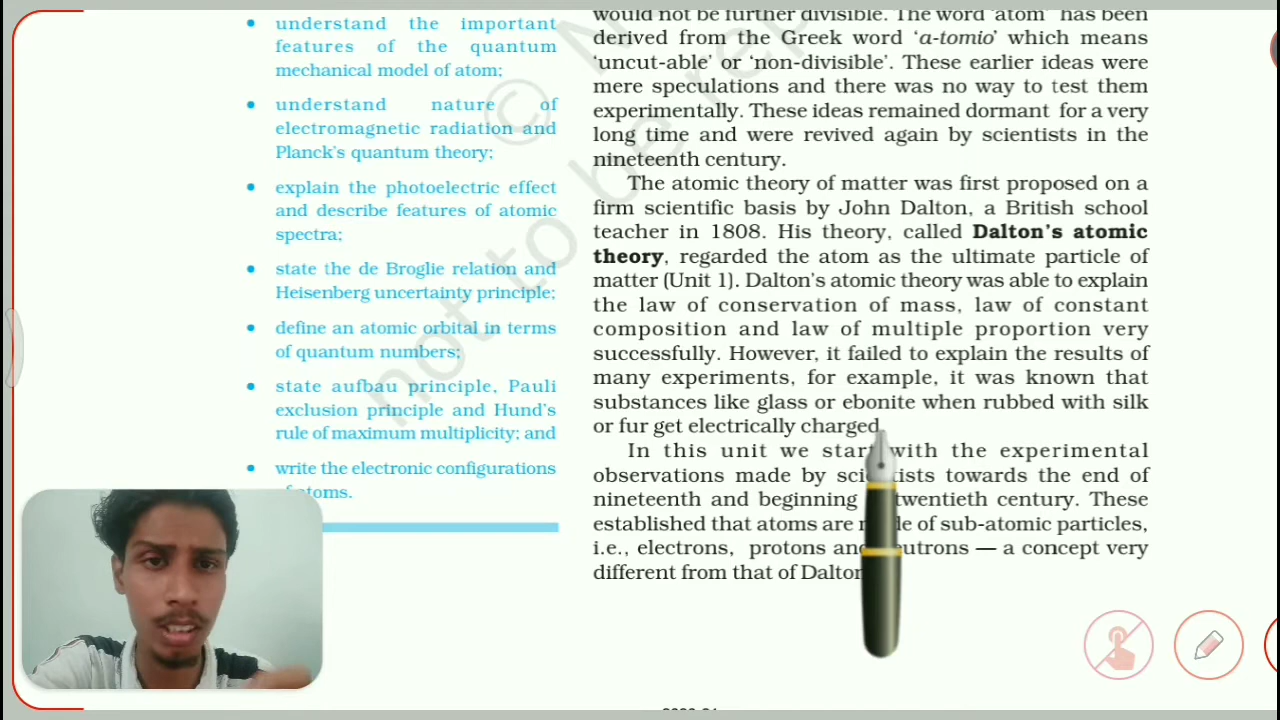 understand the important
features of the quantum
mechanical model of atom;
understand nature of
electromagnetic radiation and
Planck's quantum theory;
explain the photoelectric effect
and describe features of atomic
spectra;
state the de Broglie relation and
Heisenberg uncertainty principle;
define an atomic orbital in terms
of quantum numbers;
state aufbau principle, Pauli
exclusion principle and Hund's
rule of maximum multiplicity; and
write the electronic configurations
atoms.
would not be further divisible. The word 'atom' has been
derived from the Greek word 'a-tomio' which means
'uncut-able' or 'non-divisible'. These earlier ideas were
mere speculations and there was no way to test them
experimentally. These ideas remained dormant for a very
long time and were revived again by scientists in the
nineteenth century.
The atomic theory of matter was first proposed on a
firm scientific basis by John Dalton, a British school
teacher in 1808. His theory, called Dalton's atomic
theory, regarded the atom as the ultimate particle of
matter (Unit 1). Dalton's atomic theory was able to explain
the law of conservation of mass, law of constant
composition and law of multiple proportion very
successfully. However, it failed to explain the results of
many experiments, for example, it was known that
substances like glass or ebonite when rubbed with silk
or fur get electrically charged
In this unit we start with the experimental
observations made by scientists towards the end of
nineteenth and beginning twentieth century. These
established that atoms are made of sub-atomic particles,
i.e., electrons, protons and neutrons — a concept very
different from that of Dalton
© N
not to be rep